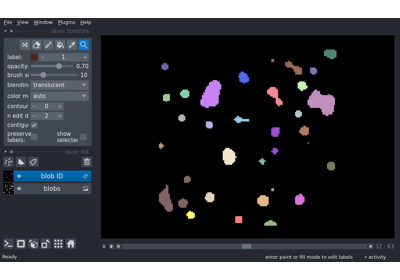 File View Window Plugins Help
layer controls
label: 1
opacity: 0.70
brush si 10
blending translucent
color m auto
contour 0
n edit d 2
contigu
preserve labels: show selected
layer list
blob ID
blobs
32 63
Ready enter paint or fill mode to edit labels activity